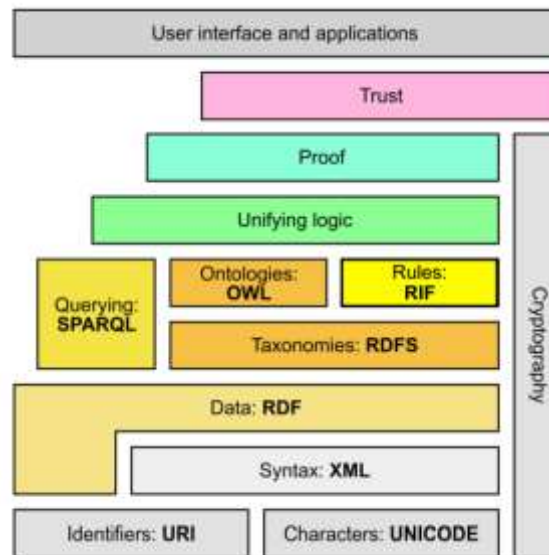 User interface and applications
Trust
Proof
Unifying logic
Querying:
SPARQL
Ontologies:
OWL
Rules:
RIF
Taxonomies: RDFS
Cryptography
Data: RDF
Syntax: XML
Identifiers: URI
Characters: UNICODE